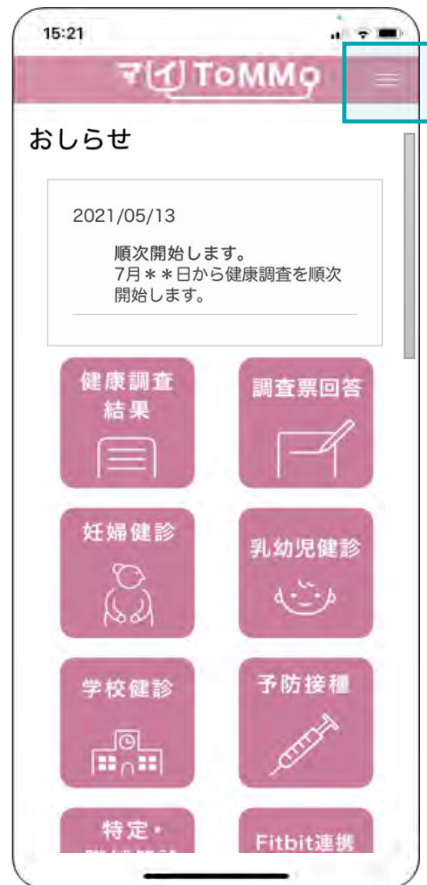 15:21
マイToMMo
おしらせ
2021/05/13
順次開始します。
7月＊＊日から健康調査を順次
開始します。
健康調査
結果
調査票回答
妊婦健診
乳幼児健診
学校健診
予防接種
特定・
Fitbit連携